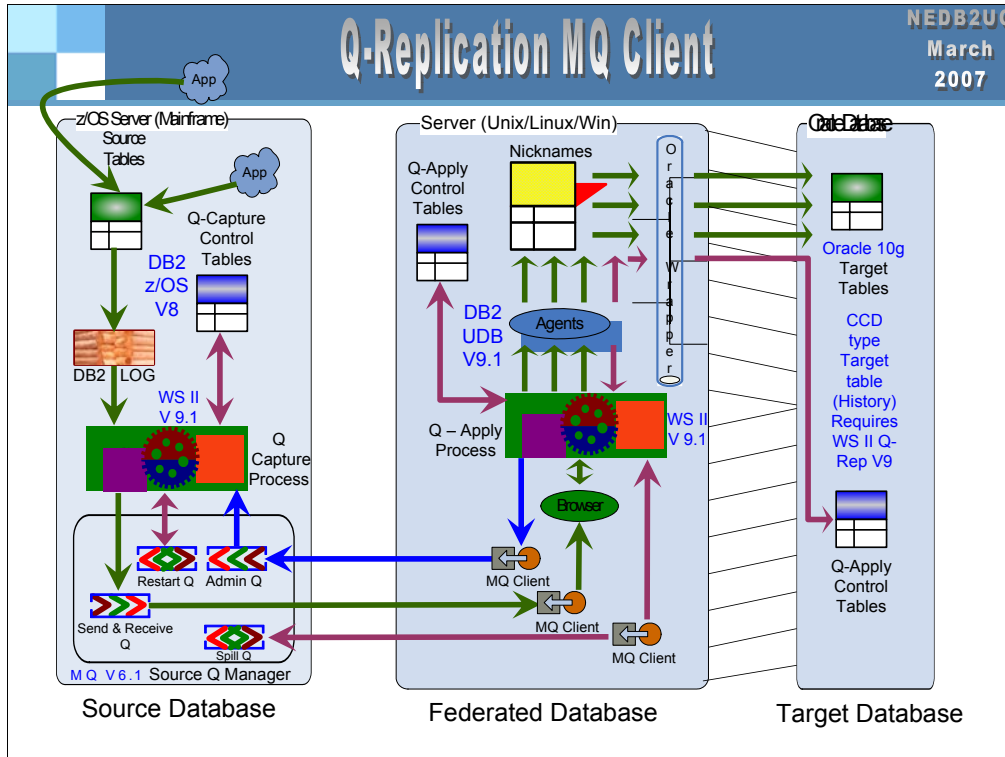 Q-Replication MQ Client
NEDB2UG
March
2007
App
z/OS Server (Mainframe)
Source
Tables
App
Q-Capture
Control
Tables
DB2
z/OS
V8
DB2 LOG
WS II
V 9.1
Q
Capture
Process
Restart Q
Admin Q
Send & Receive
Q
Spill Q
MQ V6.1 Source Q Manager
Source Database
Server (Unix/Linux/Win)
Q-Apply
Control
Tables
Nicknames
Oracle Wrapper
DB2
UDB
V9.1
Agents
Q – Apply
Process
WS II
V 9.1
Browser
MQ Client
MQ Client
MQ Client
Federated Database
Oracle Database
Oracle 10g
Target
Tables
CCD
type
Target
table
(History)
Requires
WS II Q-
Rep V9
Q-Apply
Control
Tables
Target Database